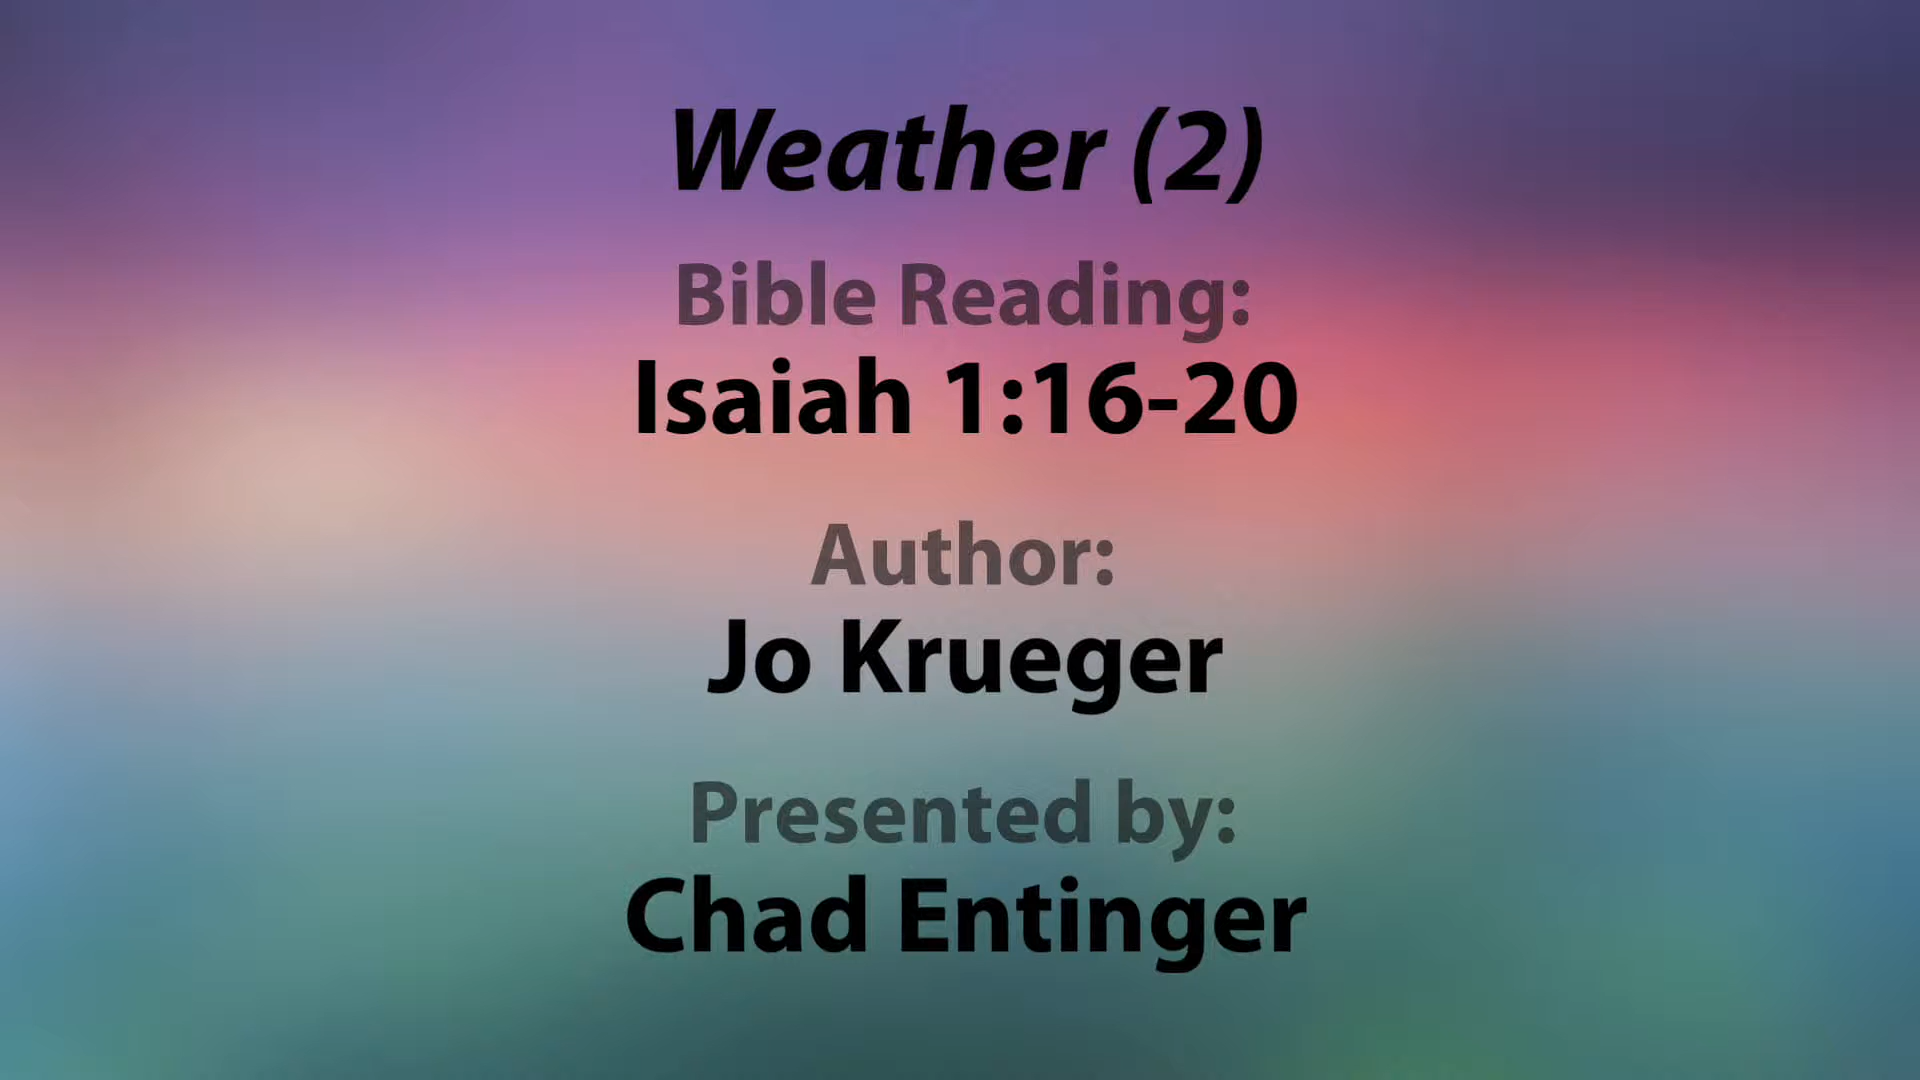 Weather (2)
Bible Reading:
Isaiah 1:16-20
Author:
Jo Krueger
Presented by:
Chad Entinger